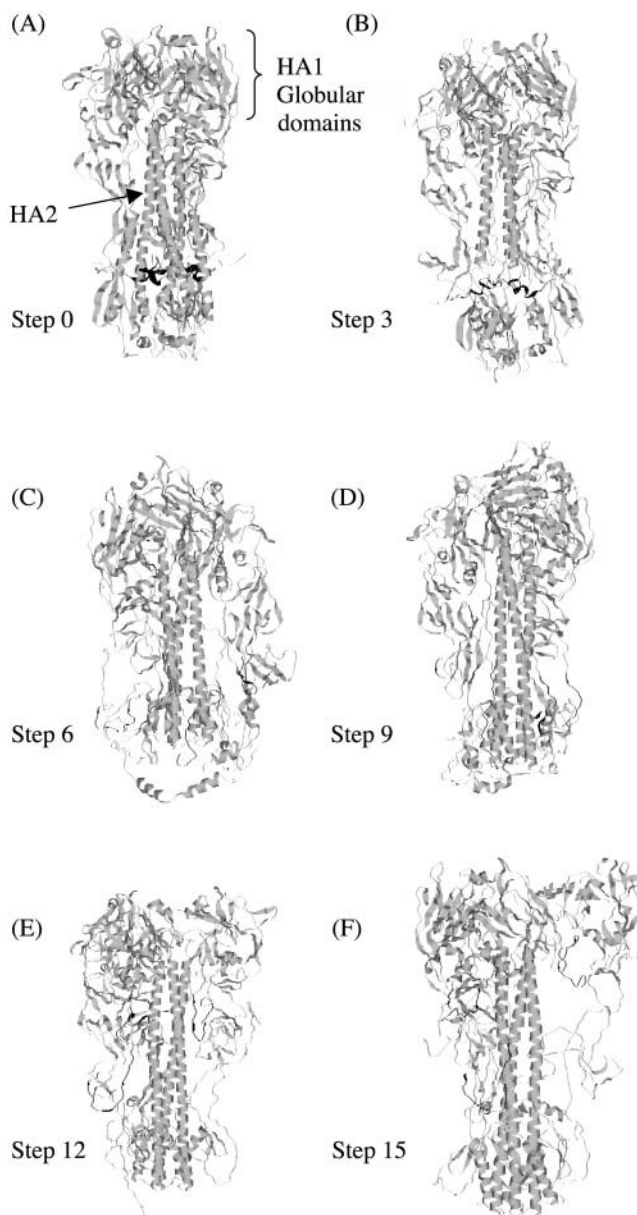 (A)
HA1
Globular
domains
HA2
Step 0
(B)
Step 3
(C)
Step 6
(D)
Step 9
(E)
Step 12
(F)
Step 15